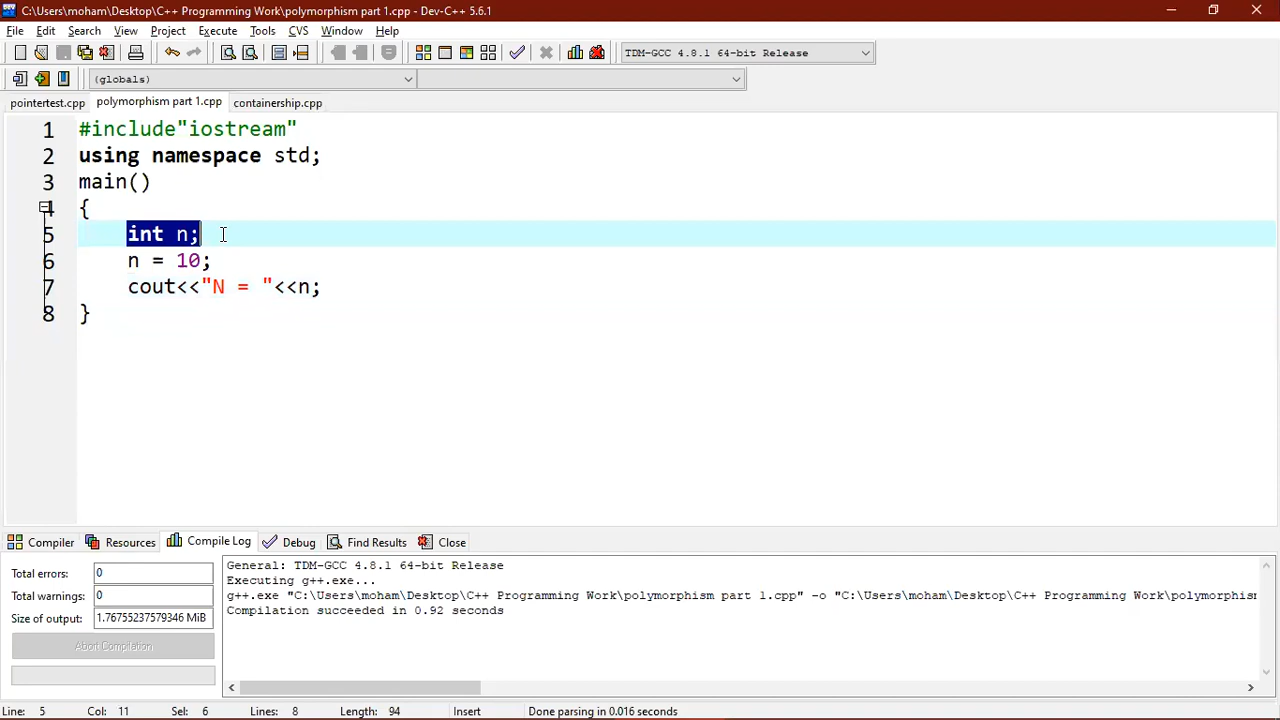 C:\Users\moham\Desktop\C++ Programming Work\polymorphism part 1.cpp - Dev-C++ 5.6.1
File Edit Search View Project Execute Tools CVS Window Help
TDM-GCC 4.8.1 64-bit Release
(globals)
pointertest.cpp polymorphism part 1.cpp containership.cpp
1 #include"iostream"
2 using namespace std;
3 main()
4 {
5 int n;
6 n = 10;
7 cout<<"N = "<<n;
8 }
Compiler Resources Compile Log Debug Find Results Close
Total errors: 0
Total warnings: 0
Size of output: 1.76755237579346 MiB
Abort Compilation
General: TDM-GCC 4.8.1 64-bit Release
Executing g++.exe...
g++.exe "C:\Users\moham\Desktop\C++ Programming Work\polymorphism part 1.cpp" -o "C:\Users\moham\Desktop\C++ Programming Work\polymorphism
Compilation succeeded in 0.92 seconds
Line: 5 Col: 11 Sel: 6 Lines: 8 Length: 94 Insert Done parsing in 0.016 seconds